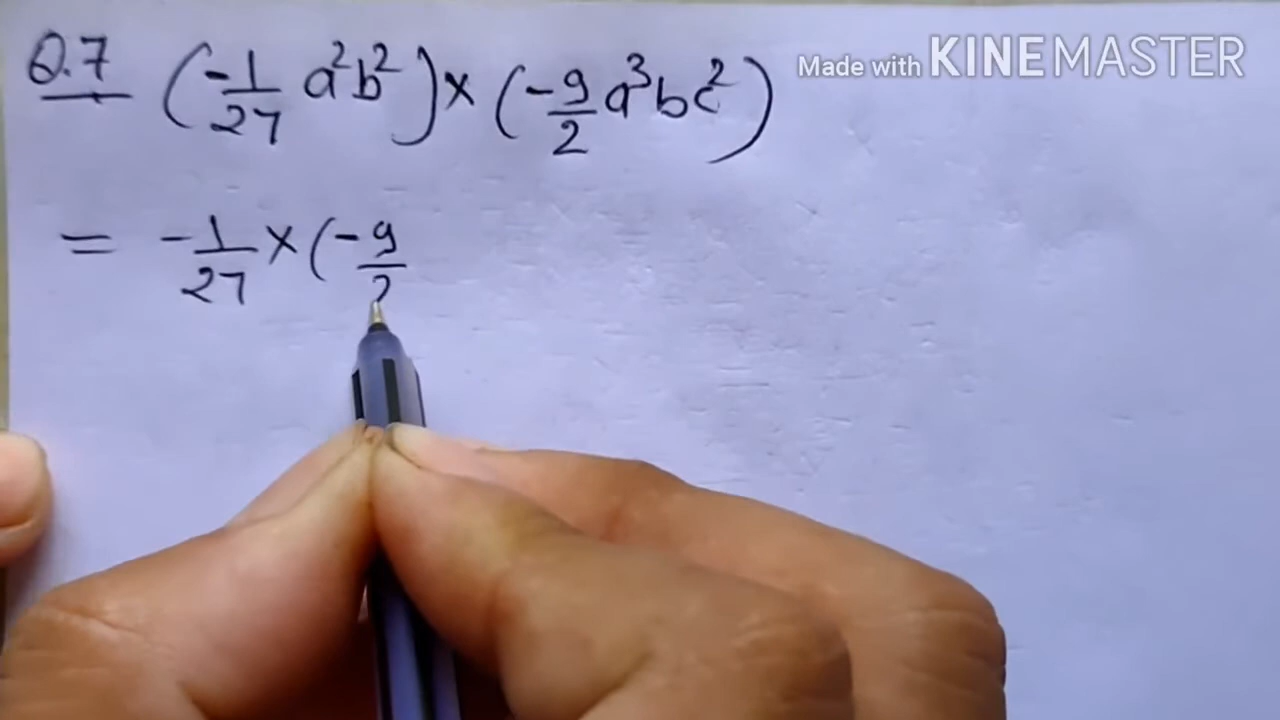 Made with KINEMASTER
Q.7 (-1/27 a²b²) × (-9/2 a³bc²)
= -1/27 × (-9/2